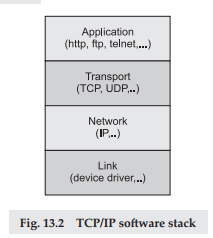 Application
(http, ftp, telnet,...)
Transport
(TCP, UDP,..)
Network
(IP,..)
Link
(device driver,..)
Fig. 13.2 TCP/IP software stack